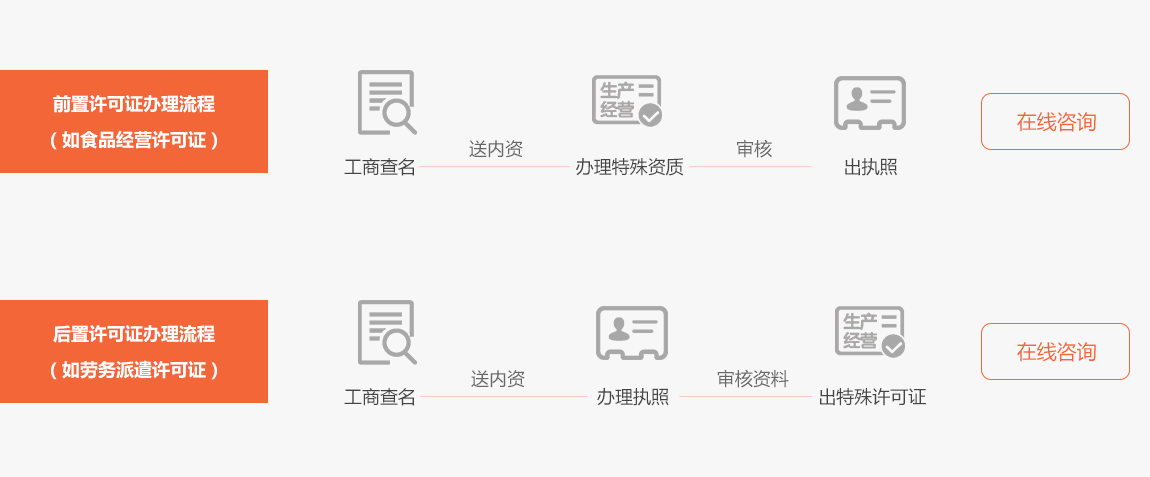 前置许可证办理流程
（如食品经营许可证）
生产
经营
送内资
审核
工商查名
办理特殊资质
出执照
在线咨询
后置许可证办理流程
（如劳务派遣许可证）
生产
经营
送内资
审核资料
工商查名
办理执照
出特殊许可证
在线咨询